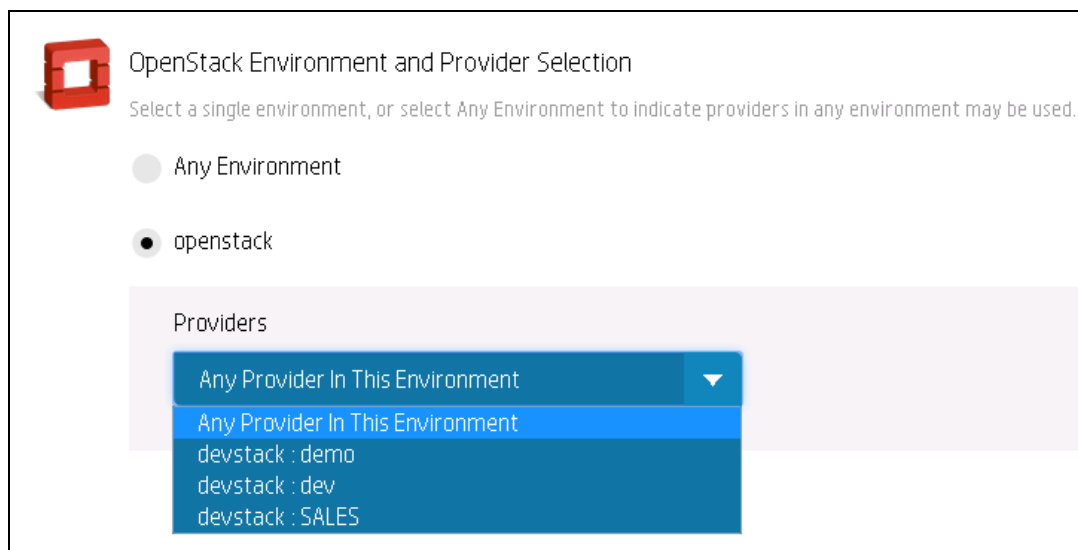 OpenStack Environment and Provider Selection
Select a single environment, or select Any Environment to indicate providers in any environment may be used.
Any Environment
openstack
Providers
Any Provider In This Environment
Any Provider In This Environment
devstack : demo
devstack : dev
devstack : SALES